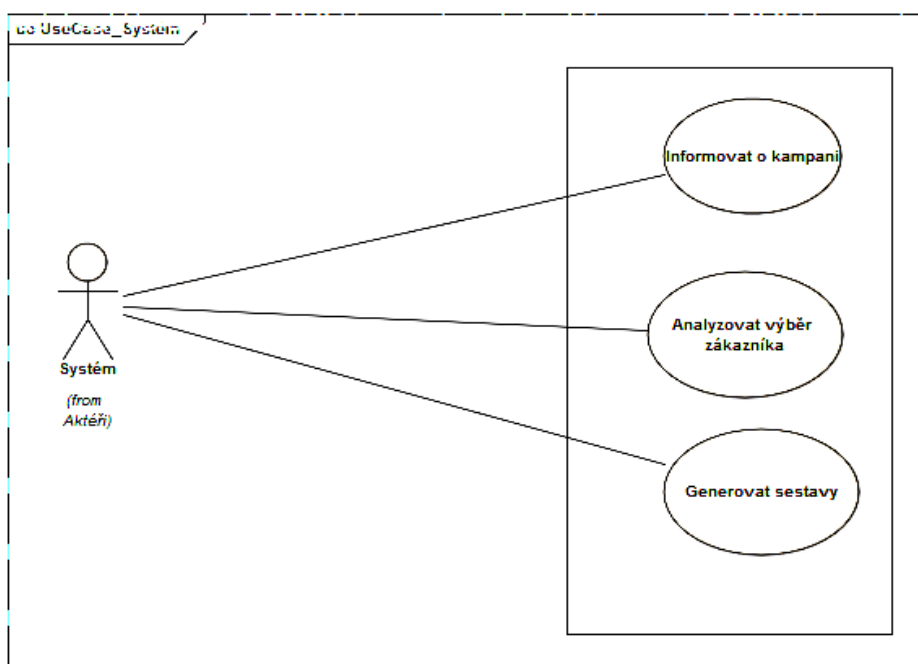 uc UseCase_System
Informovat o kampani
Analyzovat výběr
zákazníka
Systém
(from
Aktéři)
Generovat sestavy